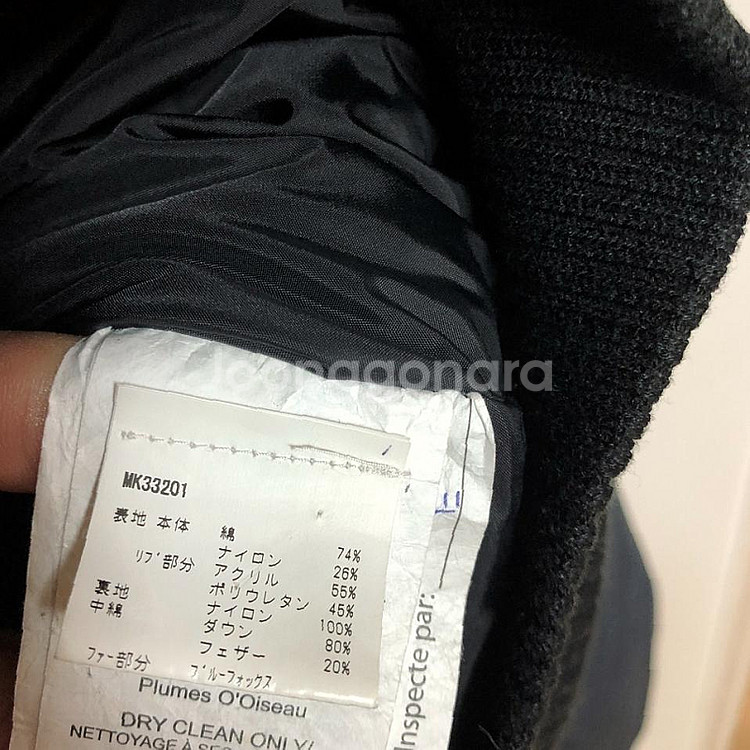 Joonggonara
MK33201
表地 本体 綿 74%
ナイロン 26%
リブ部分 アクリル 55%
ポリウレタン 45%
裏地 ナイロン 100%
中綿 ダウン 80%
フェザー 20%
ファー部分 ブルーフォックス
Plumes O'Oiseau
DRY CLEAN ONLY/
NETTOYAGE À SEC
Inspecte par: